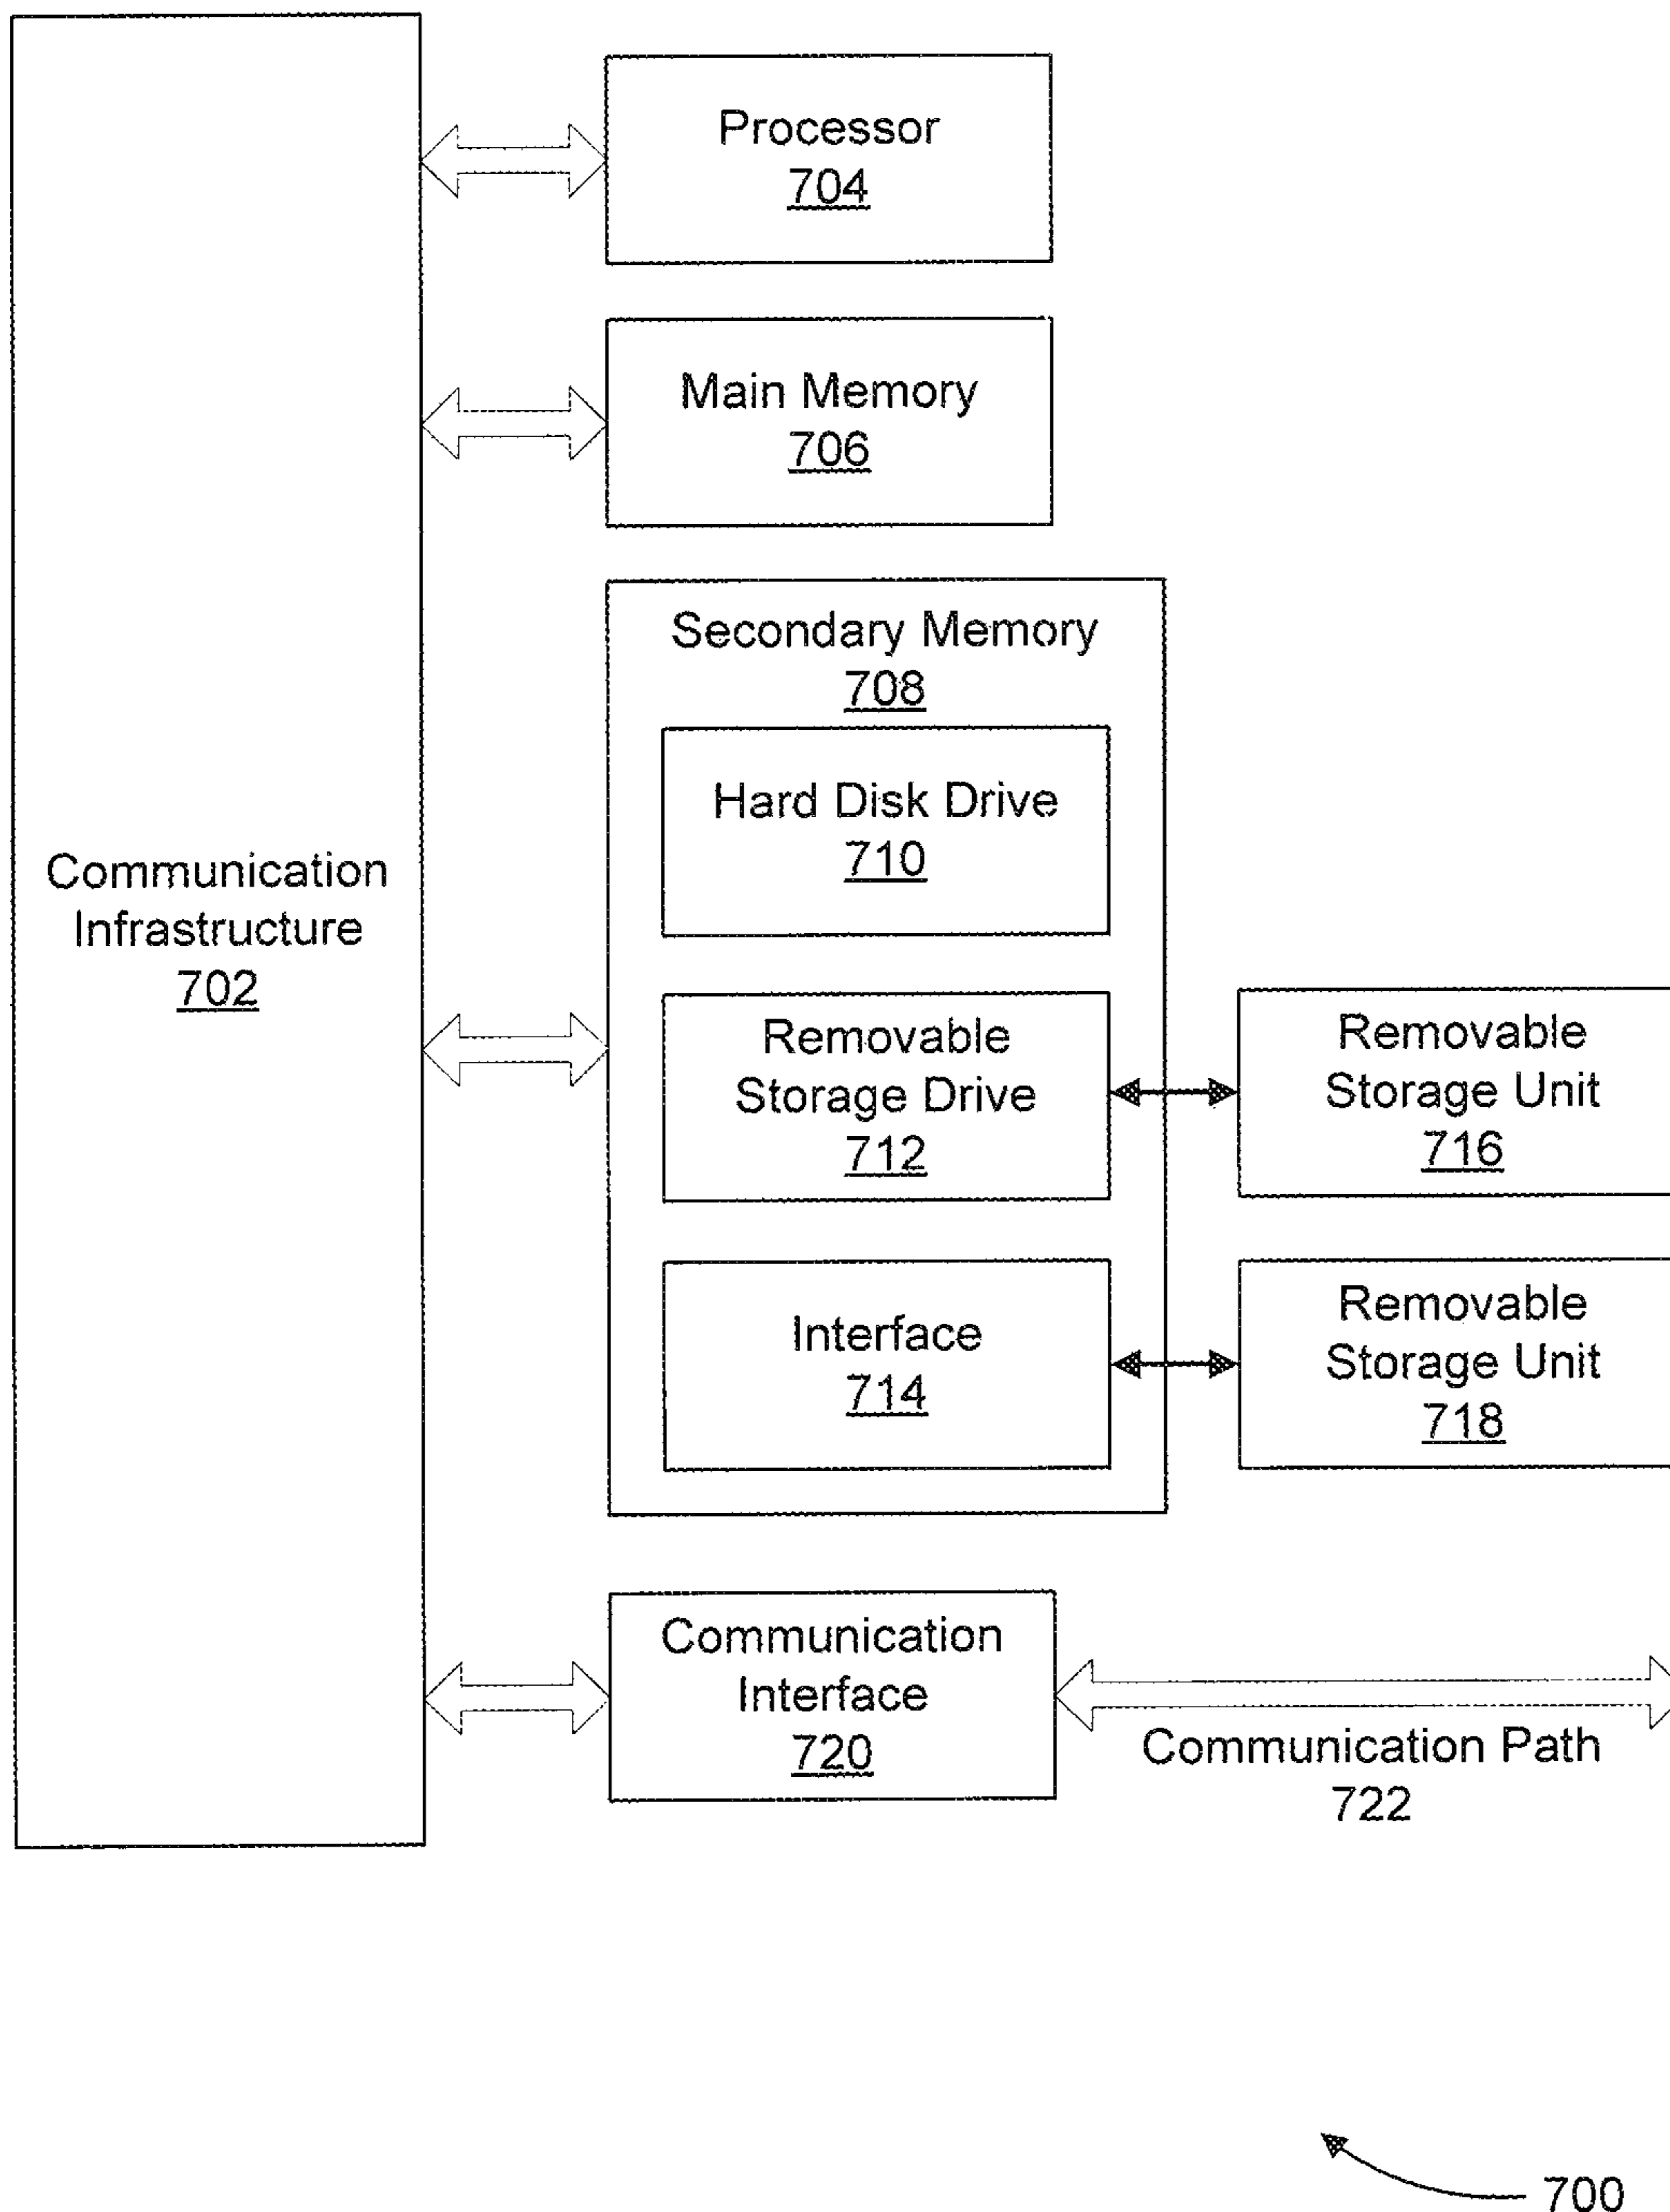 Processor
704
Main Memory
706
Secondary Memory
708
Hard Disk Drive
710
Communication
Infrastructure
702
Removable
Storage Drive
712
Removable
Storage Unit
716
Interface
714
Removable
Storage Unit
718
Communication
Interface
720
Communication Path
722
700